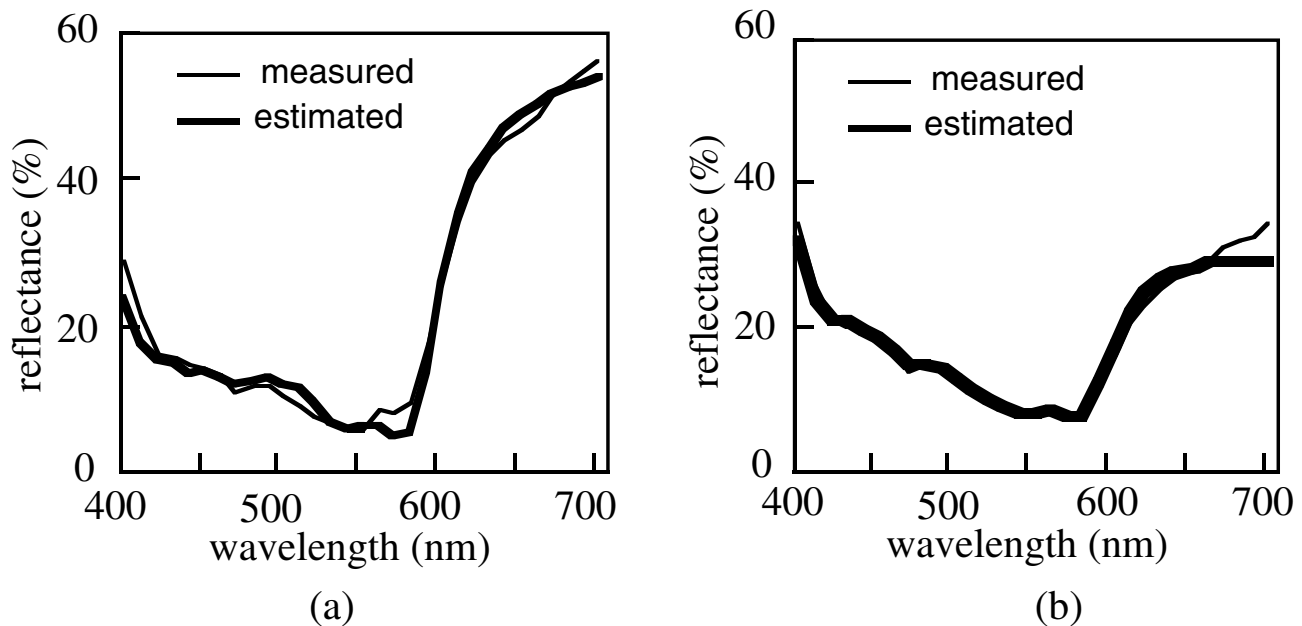 60
measured
estimated
40
reflectance (%)
20
0
400 500 600 700
wavelength (nm)
(a)
60
measured
estimated
40
reflectance (%)
20
0
400 500 600 700
wavelength (nm)
(b)